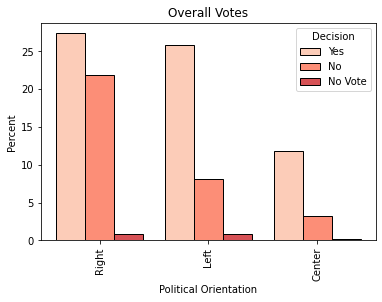 Overall Votes
Decision
Yes
No
No Vote
25
20
15
10
5
0
Percent
Right
Left
Center
Political Orientation